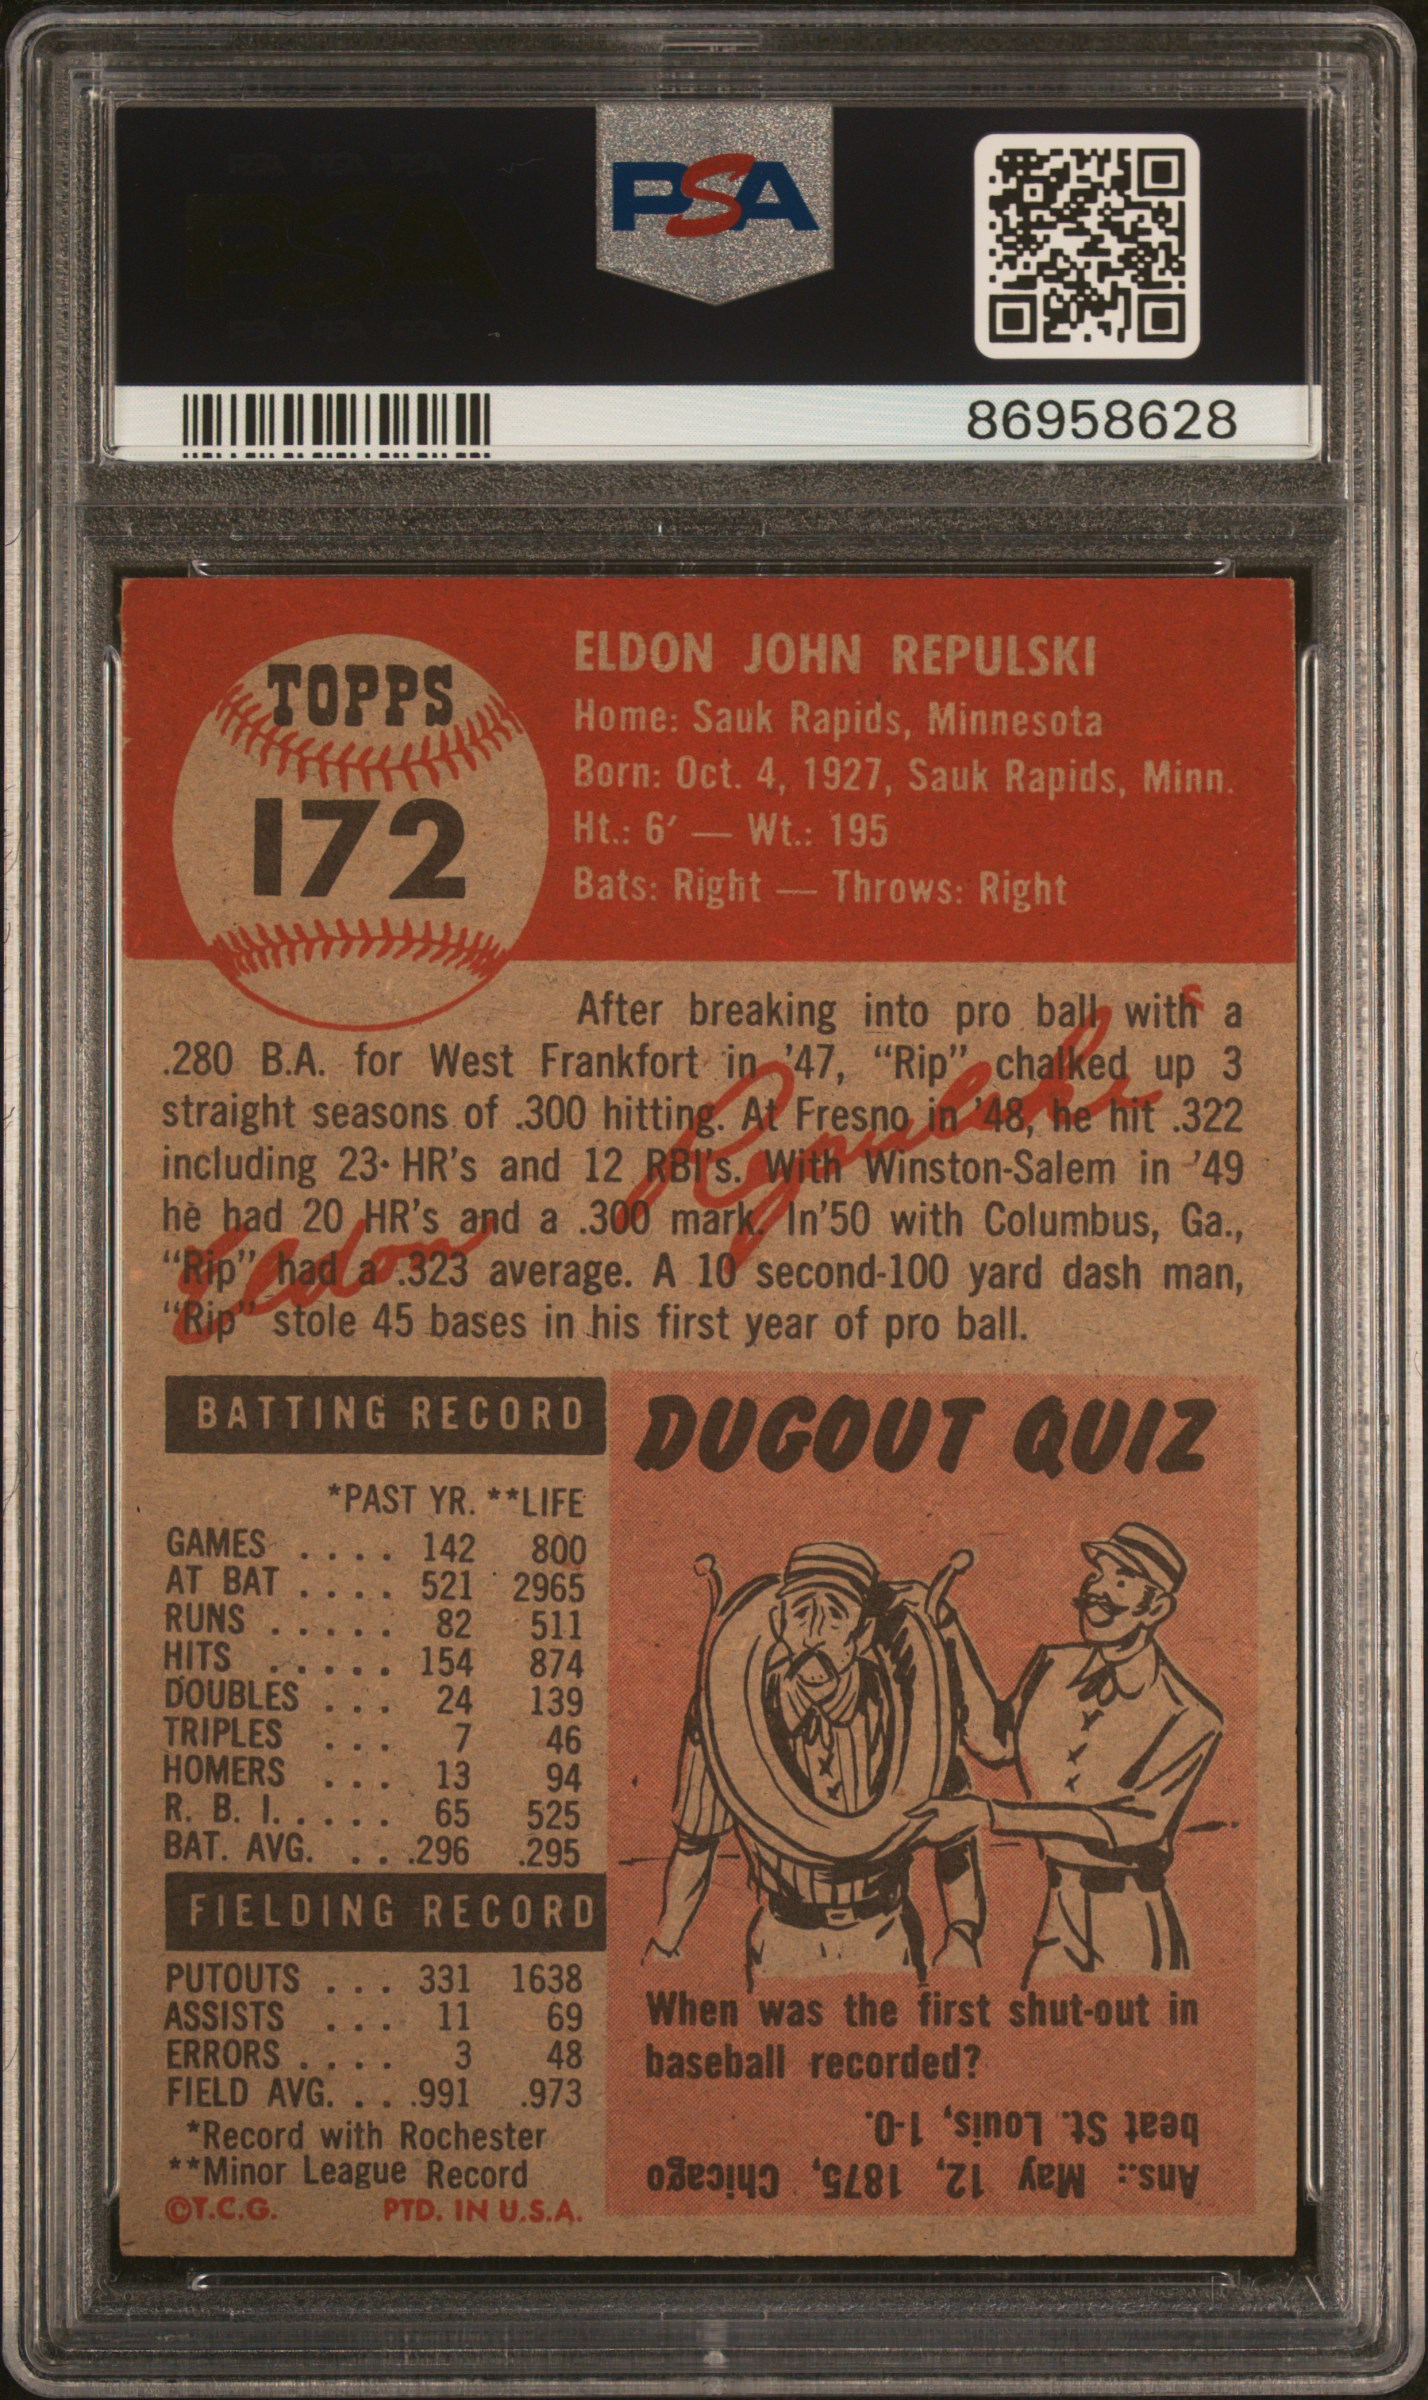 PSA
86958628
TOPPS
172
ELDON JOHN REPULSKI
Home: Sauk Rapids, Minnesota
Born: Oct. 4, 1927, Sauk Rapids, Minn.
Ht.: 6′ — Wt.: 195
Bats: Right — Throws: Right
After breaking into pro ball with a
.280 B.A. for West Frankfort in '47, “Rip” chalked up 3
straight seasons of .300 hitting. At Fresno in '48, he hit .322
including 23 HR's and 12 RBI's. With Winston-Salem in '49
he had 20 HR's and a .300 mark. In'50 with Columbus, Ga.,
“Rip” had a .323 average. A 10 second-100 yard dash man,
“Rip” stole 45 bases in his first year of pro ball.
Eldon Repulski
BATTING RECORD
*PAST YR. **LIFE
GAMES .... 142 800
AT BAT .... 521 2965
RUNS ..... 82 511
HITS ..... 154 874
DOUBLES ... 24 139
TRIPLES ... 7 46
HOMERS ... 13 94
R. B. I. .... 65 525
BAT. AVG. . . .296 .295
FIELDING RECORD
PUTOUTS ... 331 1638
ASSISTS ... 11 69
ERRORS .... 3 48
FIELD AVG. . . .991 .973
*Record with Rochester
**Minor League Record
©T.C.G. PTD. IN U.S.A.
DUGOUT QUIZ
When was the first shut-out in
baseball recorded?
Ans.: May 12, 1875, Chicago
beat St. Louis, 1-0.